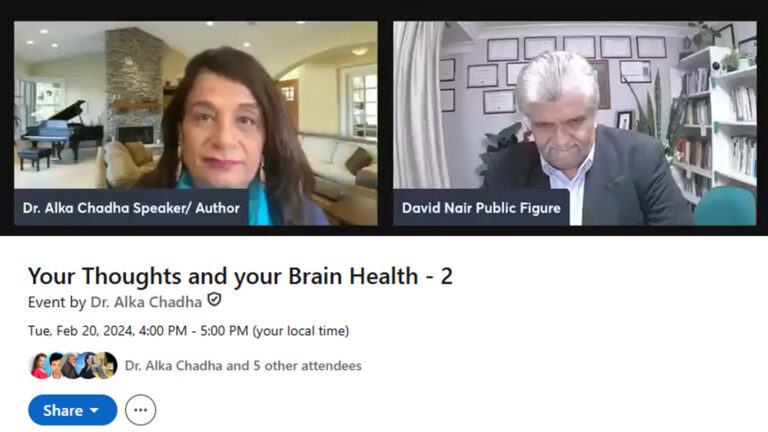 Dr. Alka Chadha Speaker/ Author
David Nair Public Figure
Your Thoughts and your Brain Health - 2
Event by Dr. Alka Chadha
Tue, Feb 20, 2024, 4:00 PM - 5:00 PM (your local time)
Dr. Alka Chadha and 5 other attendees
Share